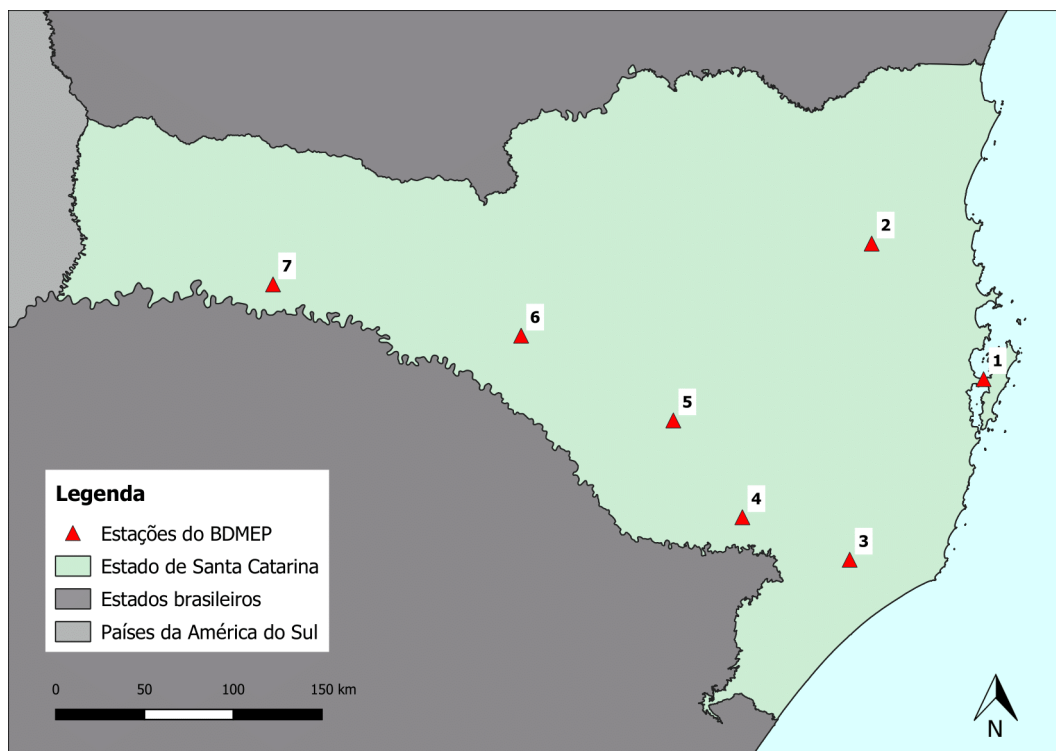 2
7
6
1
5
4
3
Legenda
Estações do BDMEP
Estado de Santa Catarina
Estados brasileiros
Países da América do Sul
0 50 100 150 km
N